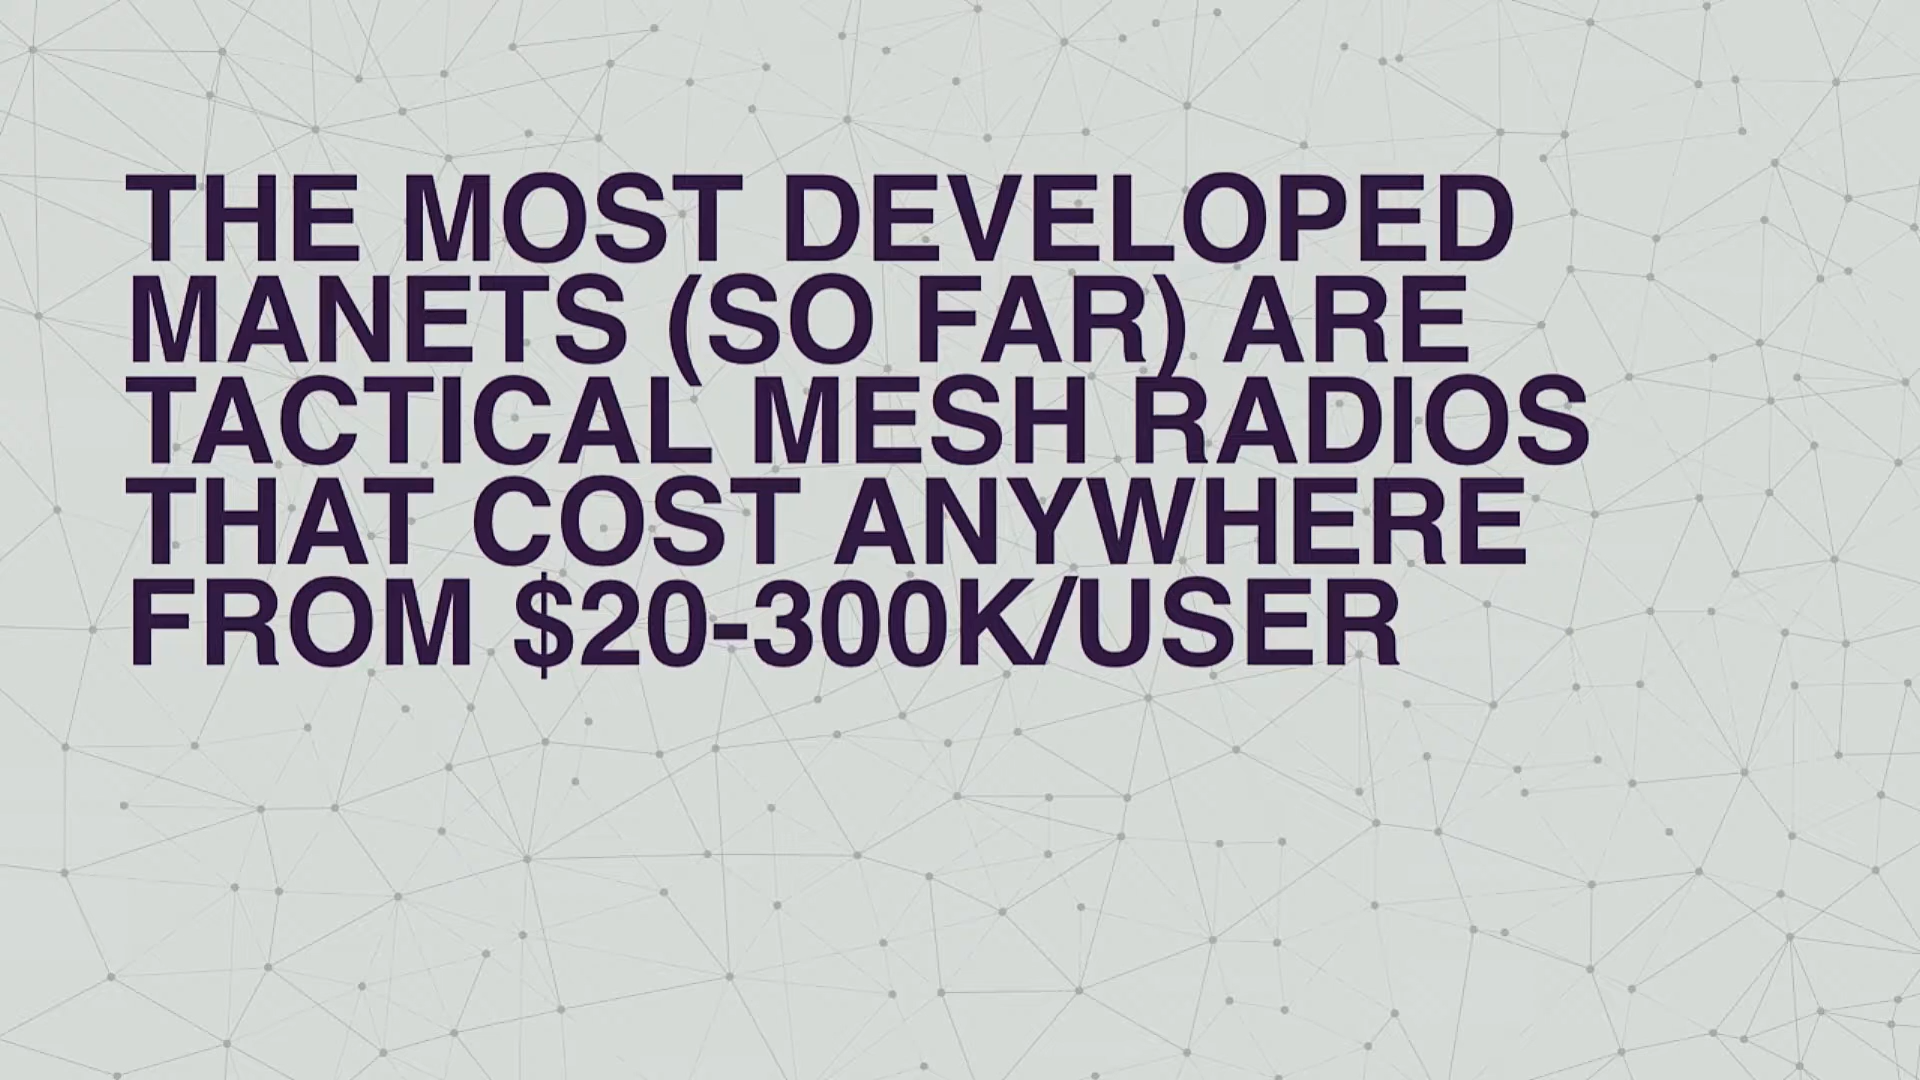 THE MOST DEVELOPED
MANETS (SO FAR) ARE
TACTICAL MESH RADIOS
THAT COST ANYWHERE
FROM $20-300K/USER